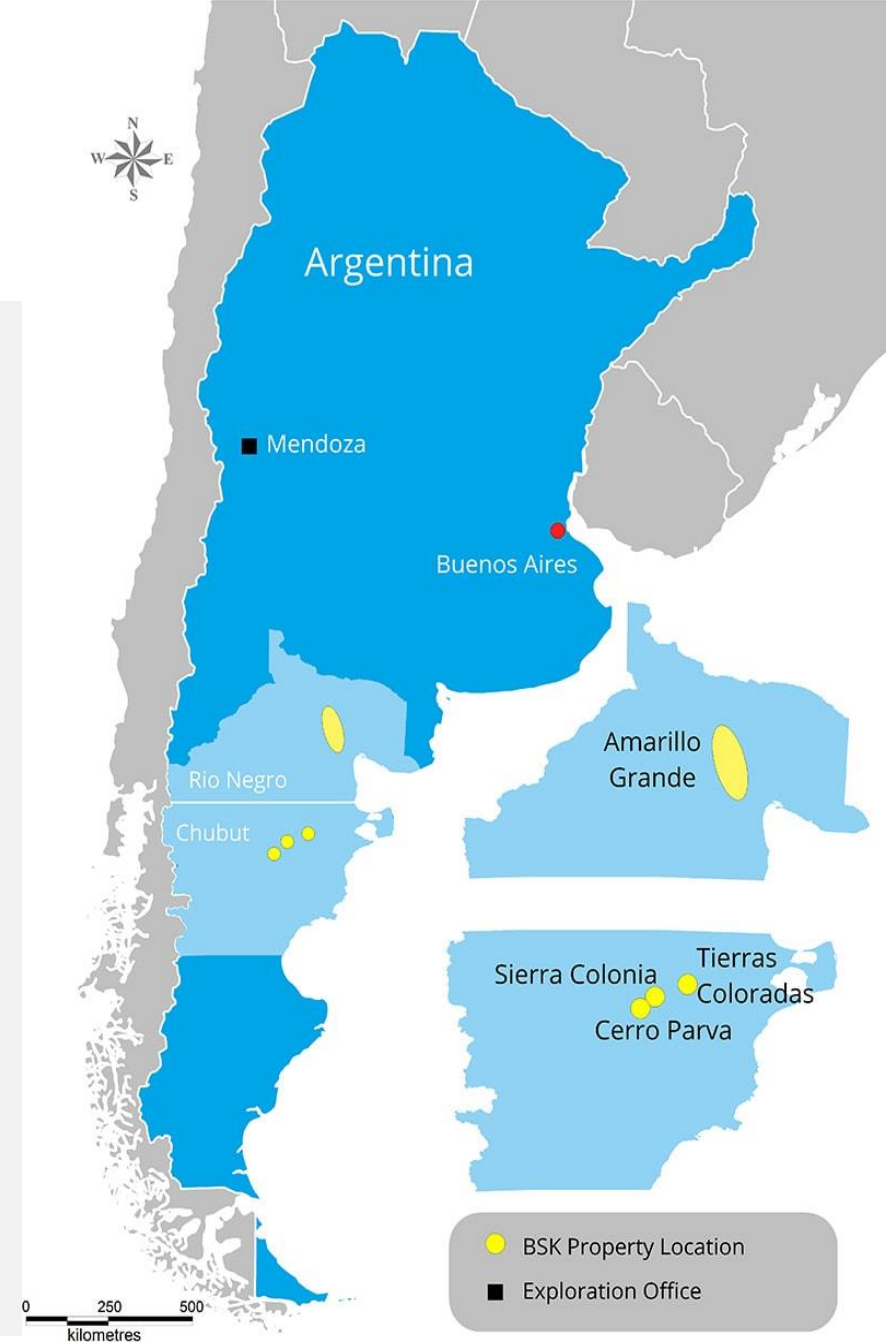 N
W E
S
Argentina
Mendoza
Buenos Aires
Rio Negro
Chubut
Amarillo
Grande
Sierra Colonia
Tierras
Coloradas
Cerro Parva
BSK Property Location
Exploration Office
0 250 500
kilometres